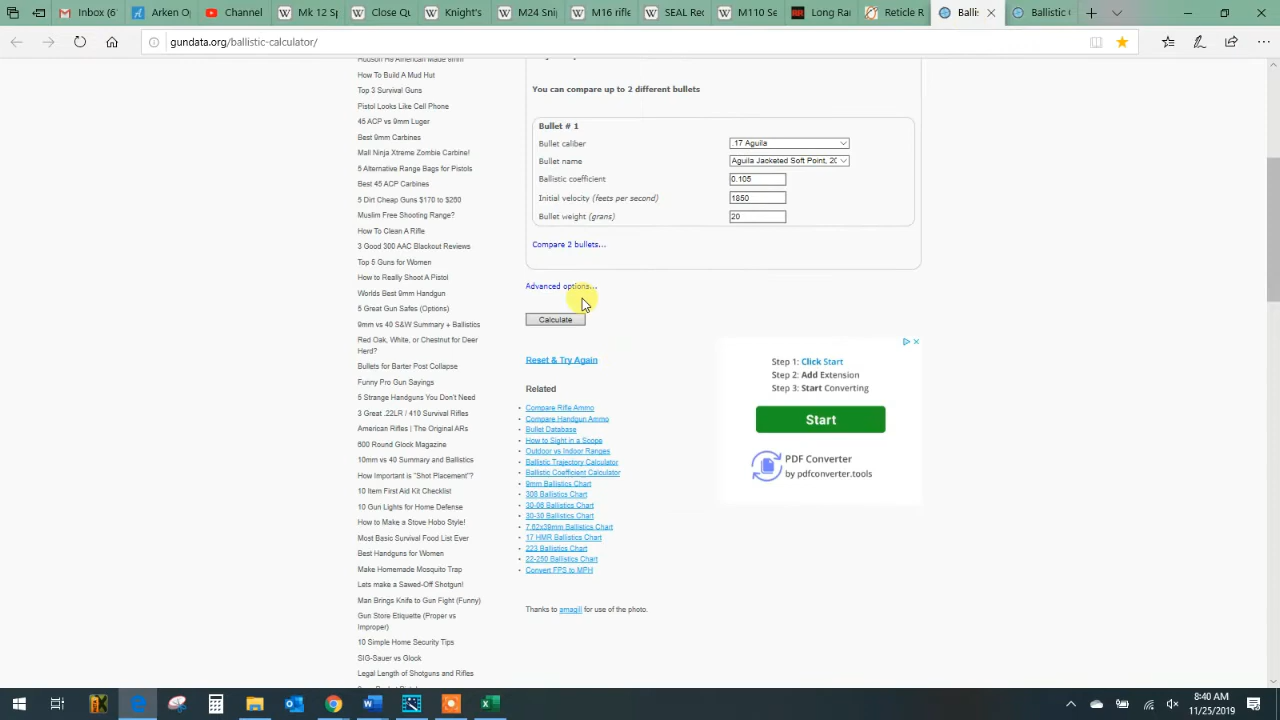 Inbox (6
Arken O
Channel
Mk 12 S
Close Qu
Knight's
M24 Snip
M16 rifle
SEAL Rec
M110 Se
Long Ran
Reticle R
Ballis
Ballistic C
gundata.org/ballistic-calculator/
Hudson H9 American Made 9mm
How To Build A Mud Hut
Top 3 Survival Guns
Pistol Looks Like Cell Phone
45 ACP vs 9mm Luger
Best 9mm Carbines
Mall Ninja Xtreme Zombie Carbine!
5 Alternative Range Bags for Pistols
Best 45 ACP Carbines
5 Dirt Cheap Guns $170 to $260
Muslim Free Shooting Range?
How To Clean A Rifle
3 Good 300 AAC Blackout Reviews
Top 5 Guns for Women
How to Really Shoot A Pistol
Worlds Best 9mm Handgun
5 Great Gun Safes (Options)
9mm vs 40 S&W Summary + Ballistics
Red Oak, White, or Chestnut for Deer
Herd?
Bullets for Barter Post Collapse
Funny Pro Gun Sayings
5 Strange Handguns You Don't Need
3 Great .22LR / 410 Survival Rifles
American Rifles | The Original ARs
600 Round Glock Magazine
10mm vs 40 Summary and Ballistics
How Important is "Shot Placement"?
10 Item First Aid Kit Checklist
10 Gun Lights for Home Defense
How to Make a Stove Hobo Style!
Most Basic Survival Food List Ever
Best Handguns for Women
Make Homemade Mosquito Trap
Lets make a Sawed-Off Shotgun!
Man Brings Knife to Gun Fight (Funny)
Gun Store Etiquette (Proper vs
Improper)
10 Simple Home Security Tips
SIG-Sauer vs Glock
Legal Length of Shotguns and Rifles
You can compare up to 2 different bullets
Bullet # 1
Bullet caliber .17 Aguila
Bullet name Aguila Jacketed Soft Point, 20
Ballistic coefficient 0.105
Initial velocity (feets per second) 1850
Bullet weight (grans) 20
Compare 2 bullets...
Advanced options...
Calculate
Reset & Try Again
Related
Compare Rifle Ammo
Compare Handgun Ammo
Bullet Database
How to Sight in a Scope
Outdoor vs Indoor Ranges
Ballistic Trajectory Calculator
Ballistic Coefficient Calculator
9mm Ballistics Chart
308 Ballistics Chart
30-06 Ballistics Chart
30-30 Ballistics Chart
7.62x39mm Ballistics Chart
17 HMR Ballistics Chart
223 Ballistics Chart
22-250 Ballistics Chart
Convert FPS to MPH
Thanks to amagill for use of the photo.
Step 1: Click Start
Step 2: Add Extension
Step 3: Start Converting
Start
PDF Converter
by pdfconverter.tools
8:40 AM
11/25/2019